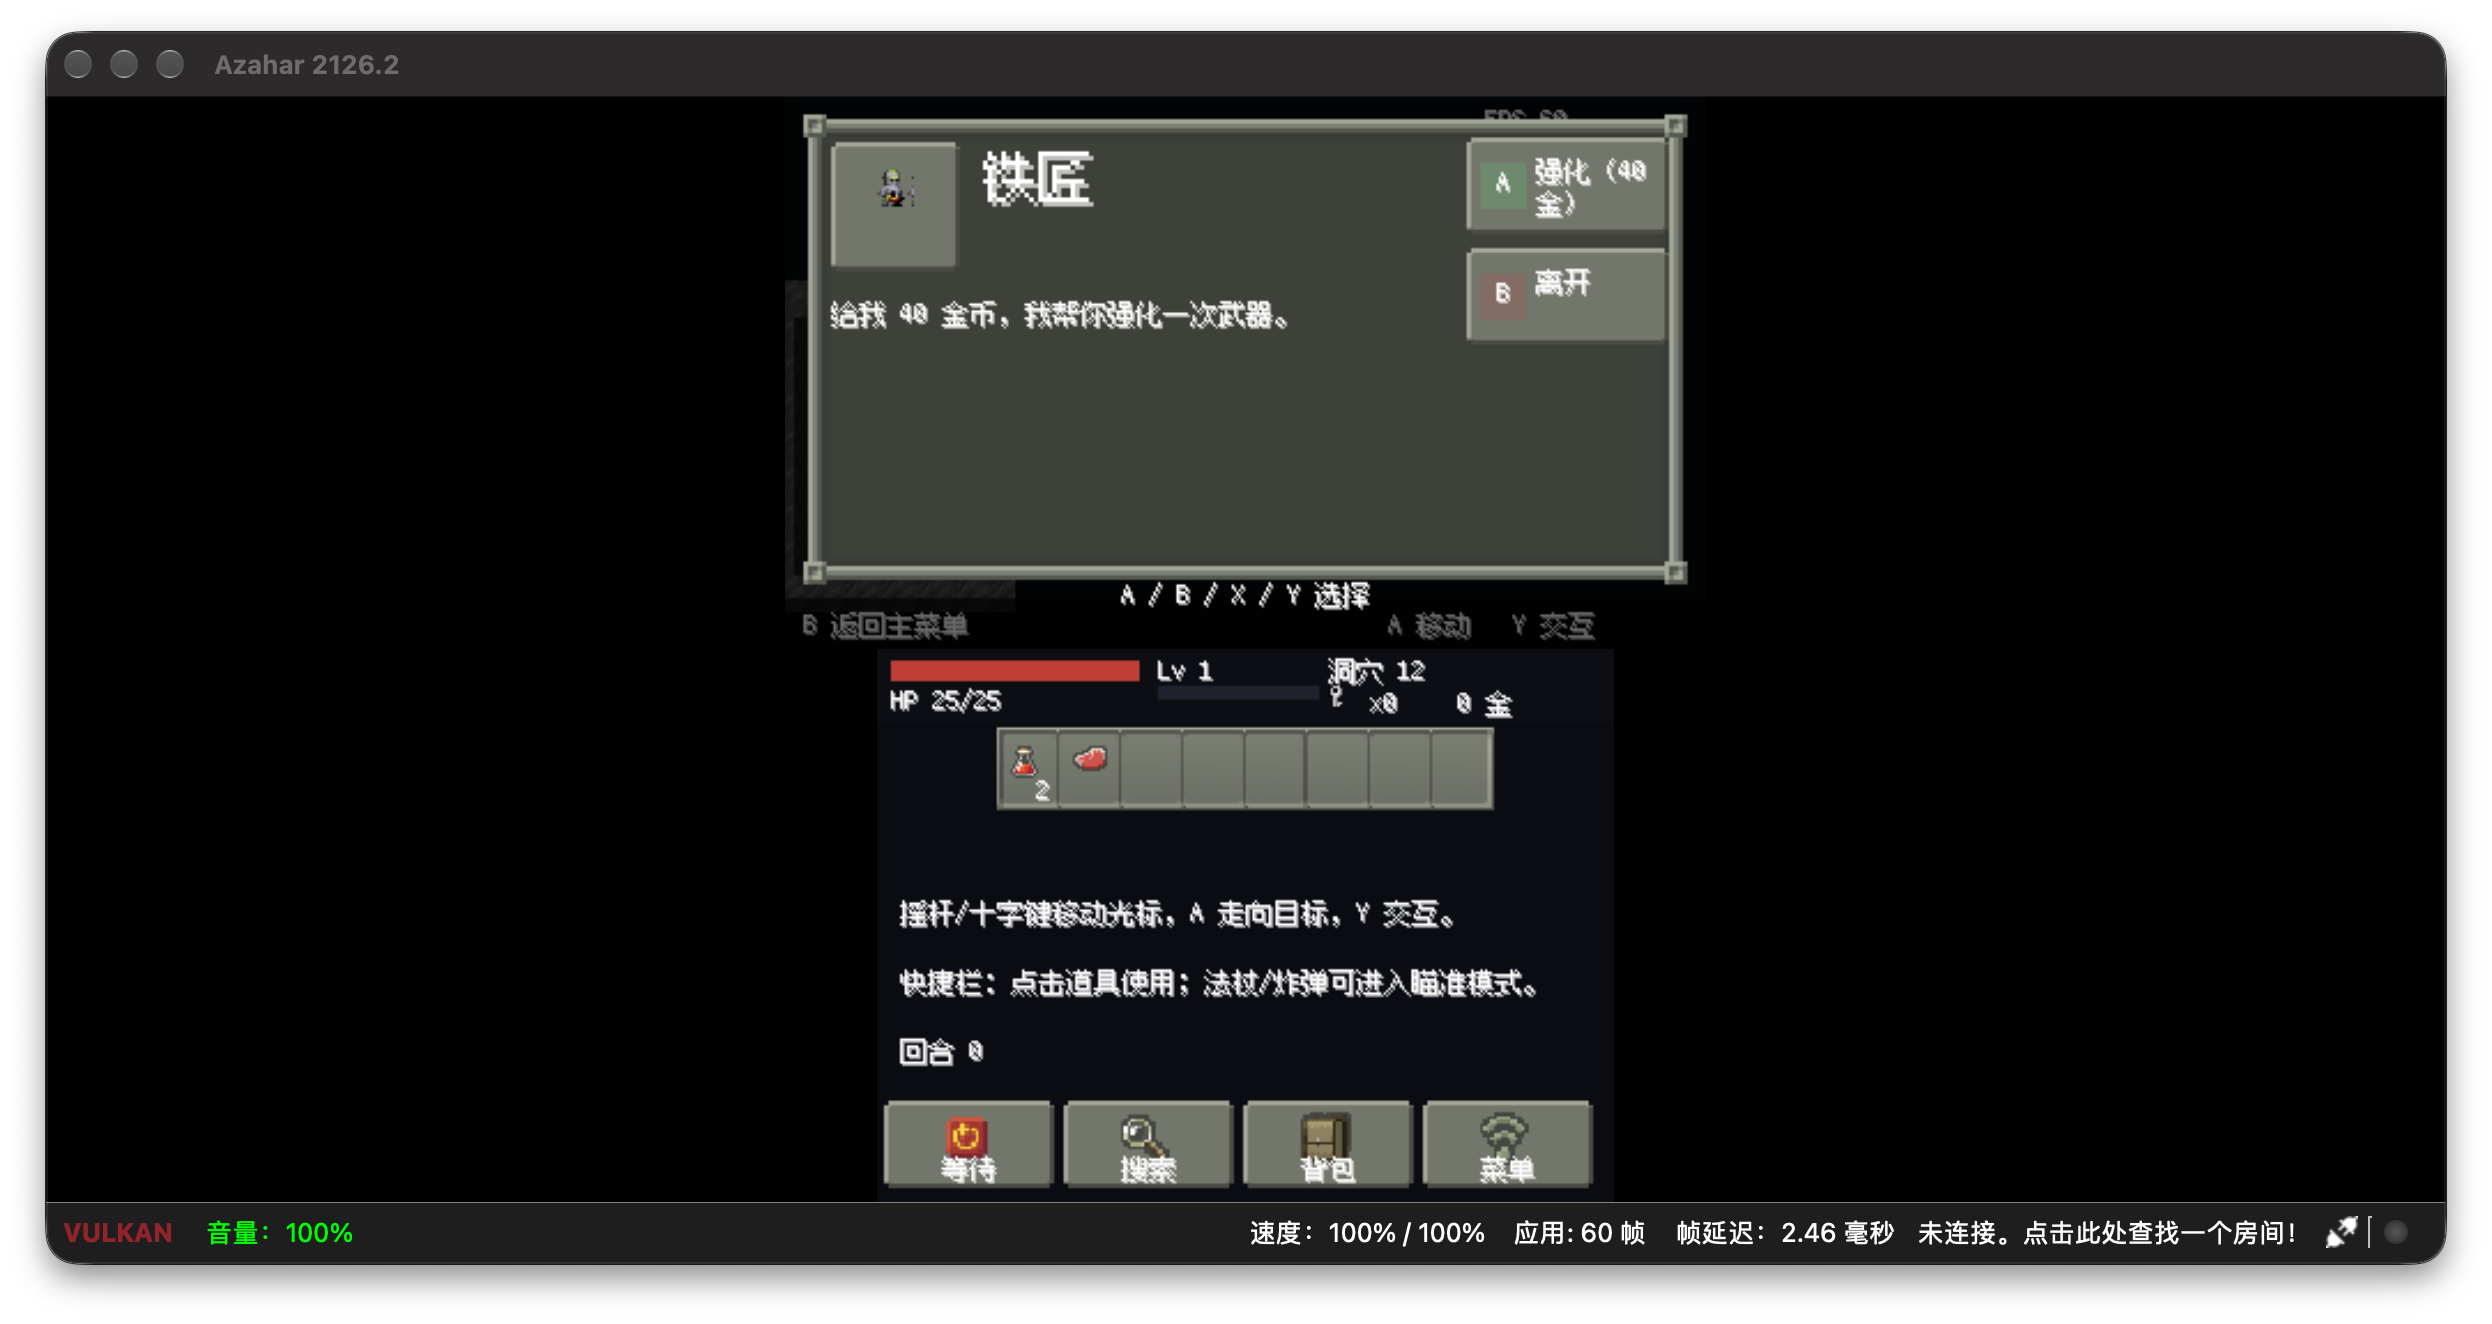 Azahar 2126.2
FPS 60
铁匠
A 强化（40
金）
B 离开
给我 40 金币，我帮你强化一次武器。
A / B / X / Y 选择
B 返回主菜单
A 移动 Y 交互
Lv 1
洞穴 12
HP 25/25
x0
0 金
2
摇杆/十字键移动光标，A 走向目标，Y 交互。
快捷栏：点击道具使用；法杖/炸弹可进入瞄准模式。
回合 0
等待
搜索
背包
菜单
VULKAN 音量：100%
速度：100% / 100% 应用: 60 帧 帧延迟：2.46 毫秒 未连接。点击此处查找一个房间！